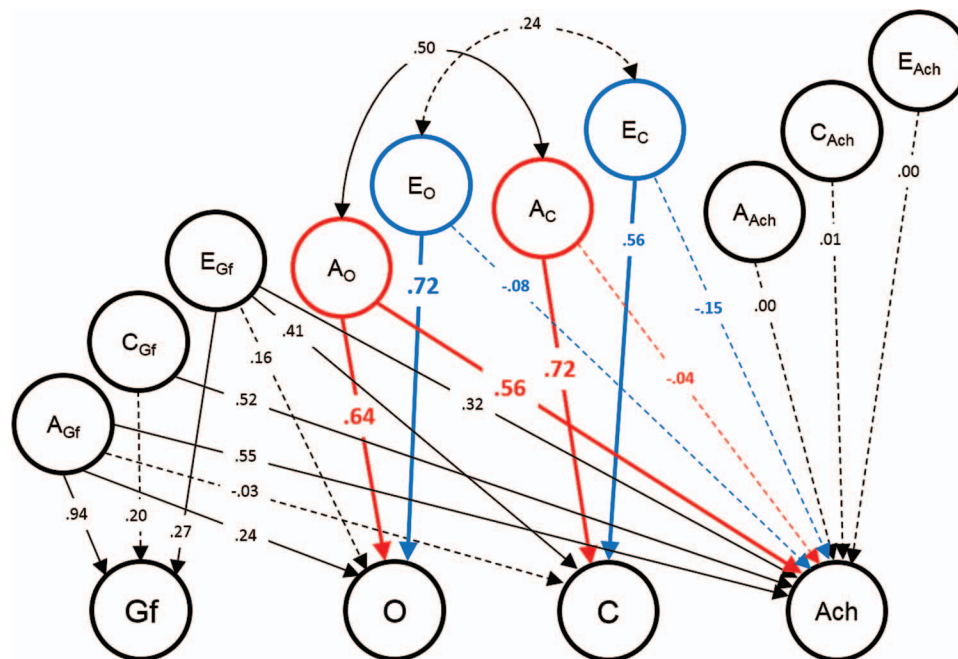 .24
E_Ach
.50
E_C
C_Ach
E_O
A_C
.00
A_Ach
E_Gf
A_O
.56
.01
.72
-.08
.00
-.15
C_Gf
.41
.16
.72
-.04
.56
.32
.52
.64
A_Gf
.55
-.03
.94
.20
.27
.24
Gf
O
C
Ach